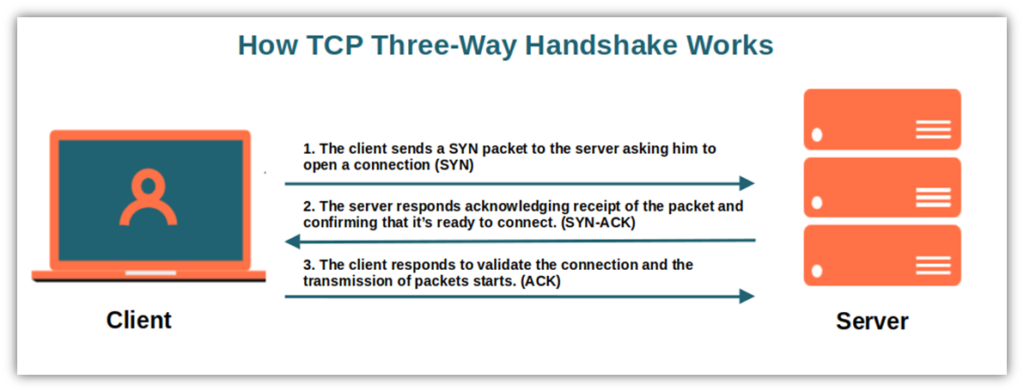 How TCP Three-Way Handshake Works
1. The client sends a SYN packet to the server asking him to
open a connection (SYN)
2. The server responds acknowledging receipt of the packet and
confirming that it's ready to connect. (SYN-ACK)
3. The client responds to validate the connection and the
transmission of packets starts. (ACK)
Client
Server